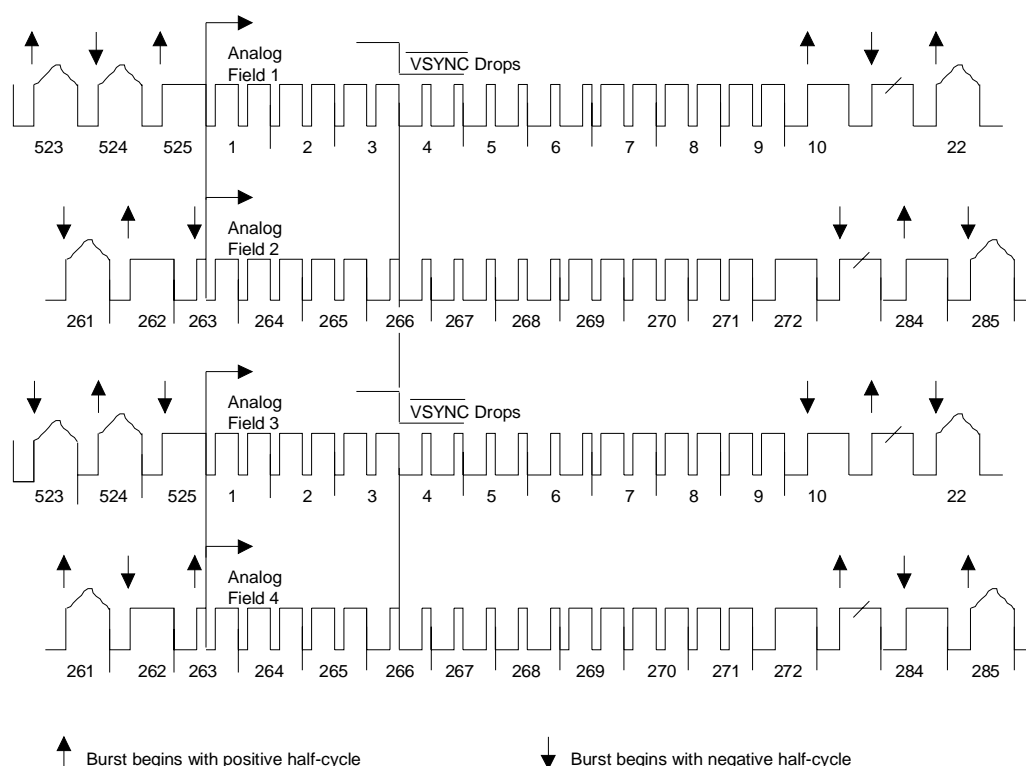 Analog
Field 1
VSYNC Drops
523 524 525 1 2 3 4 5 6 7 8 9 10 22
Analog
Field 2
261 262 263 264 265 266 267 268 269 270 271 272 284 285
Analog
Field 3
VSYNC Drops
523 524 525 1 2 3 4 5 6 7 8 9 10 22
Analog
Field 4
261 262 263 264 265 266 267 268 269 270 271 272 284 285
Burst begins with positive half-cycle Burst begins with negative half-cycle